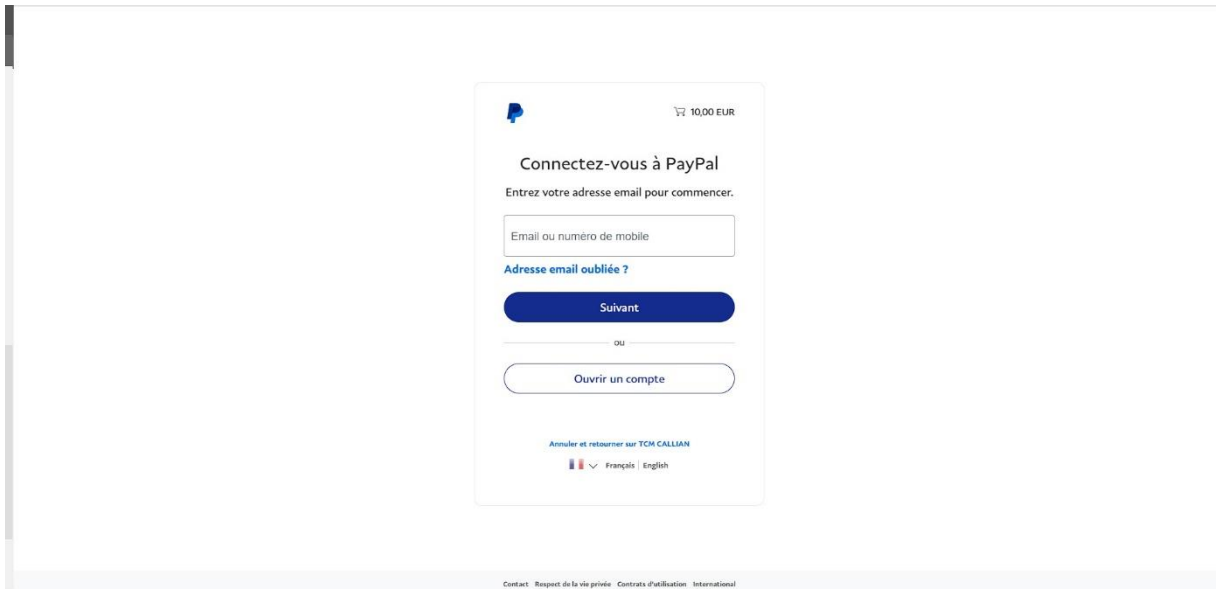 10,00 EUR
Connectez-vous à PayPal
Entrez votre adresse email pour commencer.
Email ou numéro de mobile
Adresse email oubliée ?
Suivant
ou
Ouvrir un compte
Annuler et retourner sur TCM CALLIAN
Français | English
Contact Respect de la vie privée Contrats d'utilisation International